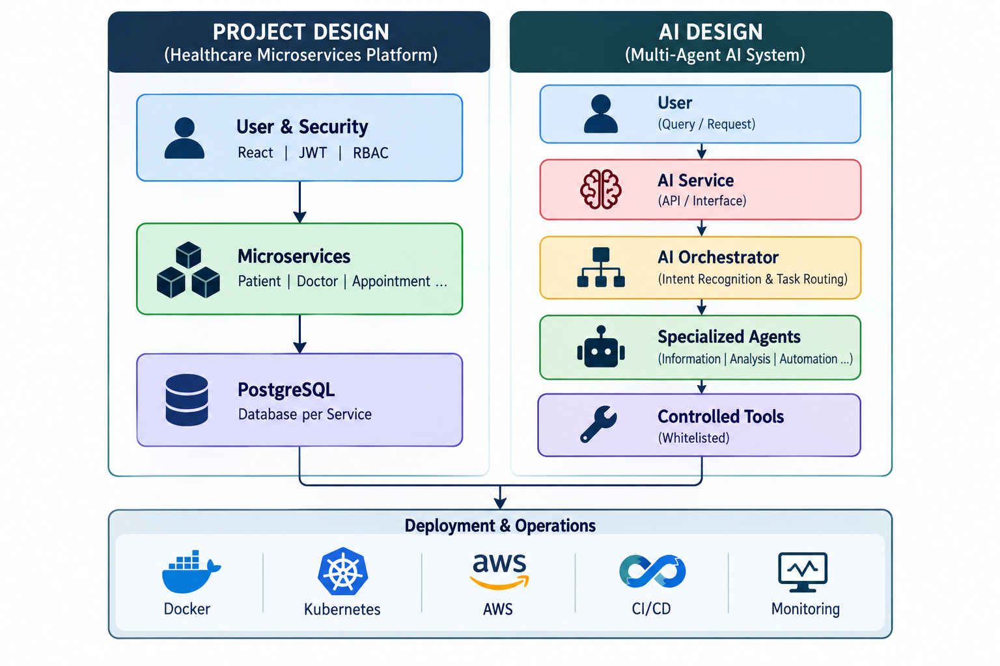 PROJECT DESIGN
(Healthcare Microservices Platform)
User & Security
React | JWT | RBAC
Microservices
Patient | Doctor | Appointment ...
PostgreSQL
Database per Service
AI DESIGN
(Multi-Agent AI System)
User
(Query / Request)
AI Service
(API / Interface)
AI Orchestrator
(Intent Recognition & Task Routing)
Specialized Agents
(Information | Analysis | Automation ...)
Controlled Tools
(Whitelisted)
Deployment & Operations
aws
Docker
Kubernetes
AWS
CI/CD
Monitoring